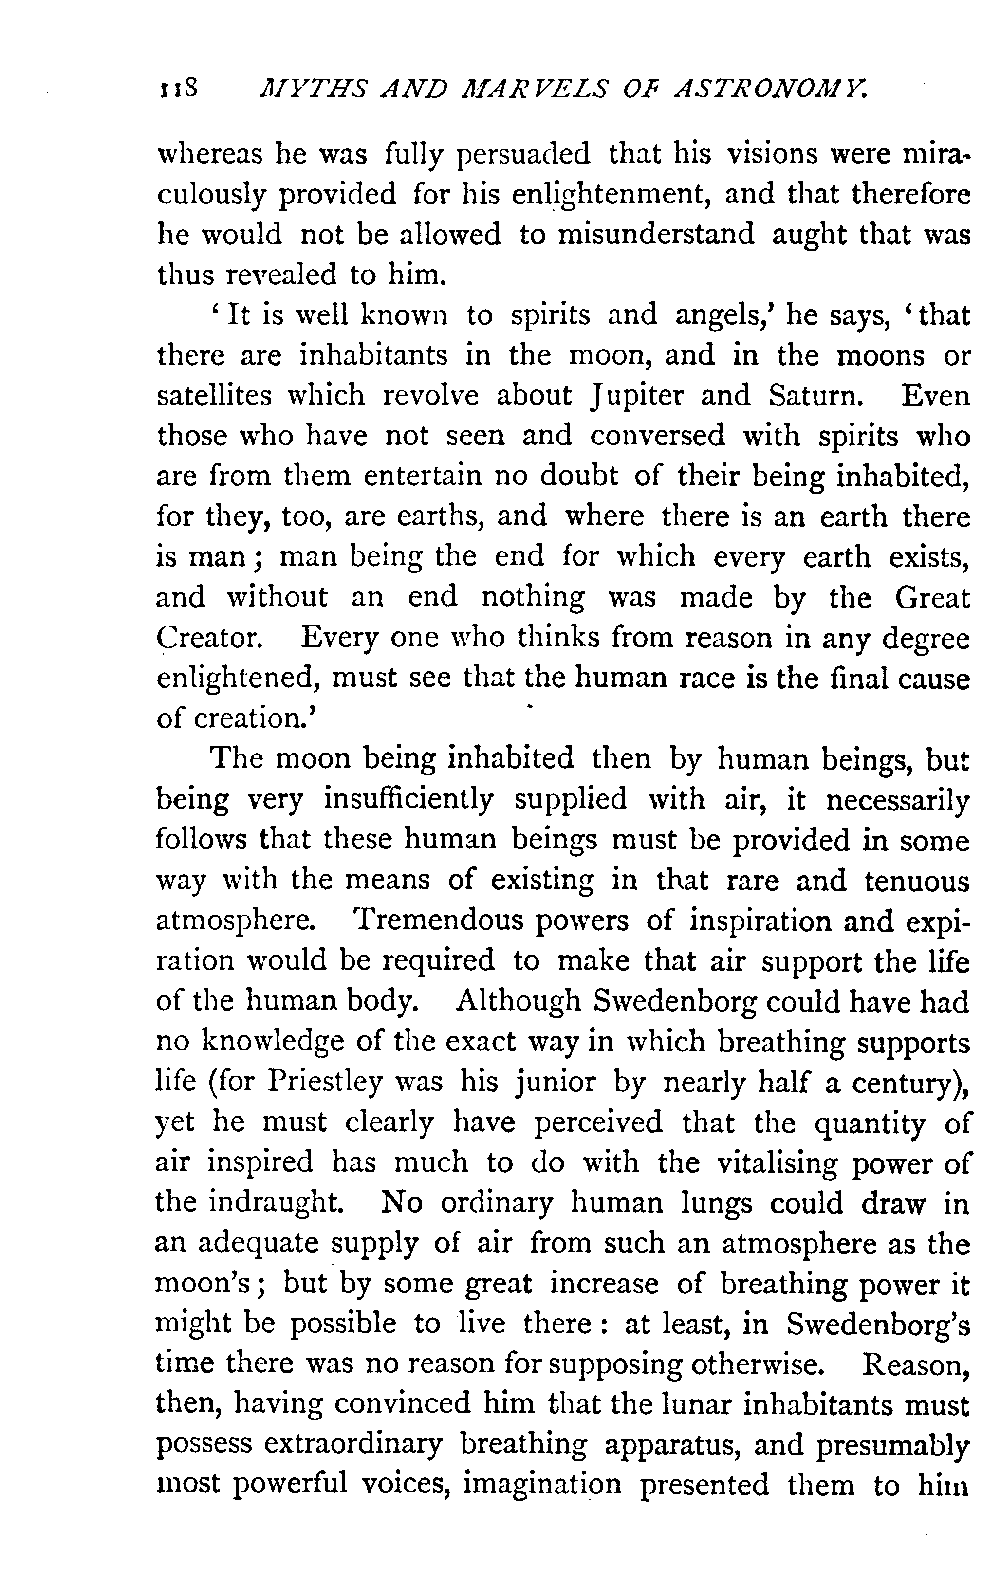 118 MYTHS AND MARVELS OF ASTRONOMY.
whereas he was fully persuaded that his visions were mira-
culously provided for his enlightenment, and that therefore
he would not be allowed to misunderstand aught that was
thus revealed to him.
‘ It is well known to spirits and angels,’ he says, ‘ that
there are inhabitants in the moon, and in the moons or
satellites which revolve about Jupiter and Saturn. Even
those who have not seen and conversed with spirits who
are from them entertain no doubt of their being inhabited,
for they, too, are earths, and where there is an earth there
is man ; man being the end for which every earth exists,
and without an end nothing was made by the Great
Creator. Every one who thinks from reason in any degree
enlightened, must see that the human race is the final cause
of creation.’
The moon being inhabited then by human beings, but
being very insufficiently supplied with air, it necessarily
follows that these human beings must be provided in some
way with the means of existing in that rare and tenuous
atmosphere. Tremendous powers of inspiration and expi-
ration would be required to make that air support the life
of the human body. Although Swedenborg could have had
no knowledge of the exact way in which breathing supports
life (for Priestley was his junior by nearly half a century),
yet he must clearly have perceived that the quantity of
air inspired has much to do with the vitalising power of
the indraught. No ordinary human lungs could draw in
an adequate supply of air from such an atmosphere as the
moon’s ; but by some great increase of breathing power it
might be possible to live there : at least, in Swedenborg’s
time there was no reason for supposing otherwise. Reason,
then, having convinced him that the lunar inhabitants must
possess extraordinary breathing apparatus, and presumably
most powerful voices, imagination presented them to him